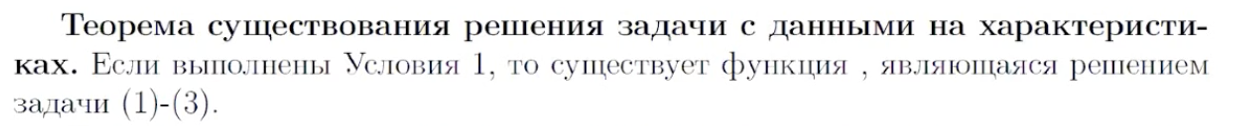 Теорема существования решения задачи с данными на характеристи-
ках. Если выполнены Условия 1, то существует функция , являющаяся решением
задачи (1)-(3).